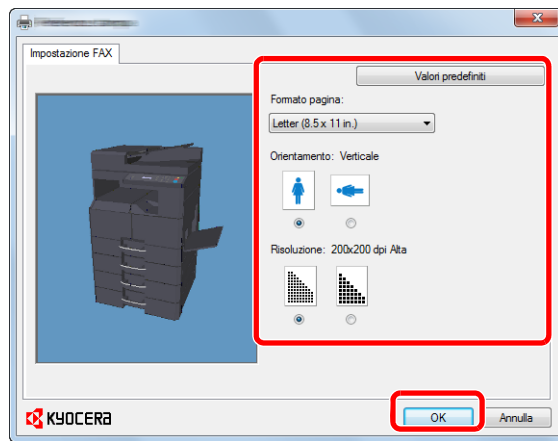 Impostazione FAX
Valori predefiniti
Formato pagina:
Letter (8.5 x 11 in.)
Orientamento: Verticale
Risoluzione: 200x200 dpi Alta
KYOCERA
OK
Annulla